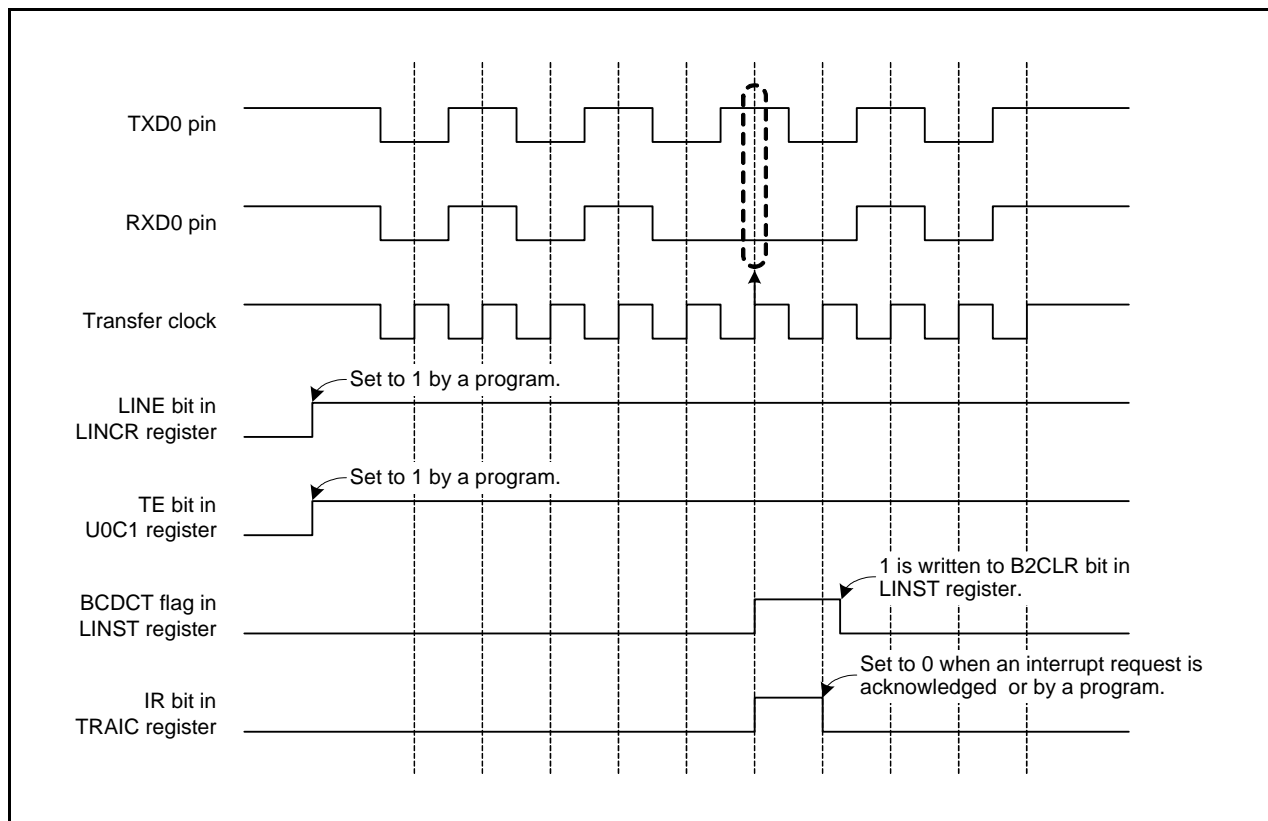 TXD0 pin
RXD0 pin
Transfer clock
Set to 1 by a program.
LINE bit in
LINCR register
Set to 1 by a program.
TE bit in
U0C1 register
1 is written to B2CLR bit in
LINST register.
BCDCT flag in
LINST register
Set to 0 when an interrupt request is
acknowledged or by a program.
IR bit in
TRAIC register